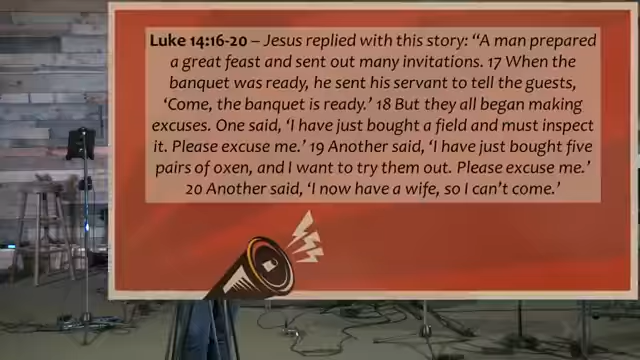 Luke 14:16-20 – Jesus replied with this story: “A man prepared
a great feast and sent out many invitations. 17 When the
banquet was ready, he sent his servant to tell the guests,
‘Come, the banquet is ready.’ 18 But they all began making
excuses. One said, ‘I have just bought a field and must inspect
it. Please excuse me.’ 19 Another said, ‘I have just bought five
pairs of oxen, and I want to try them out. Please excuse me.’
20 Another said, ‘I now have a wife, so I can’t come.’